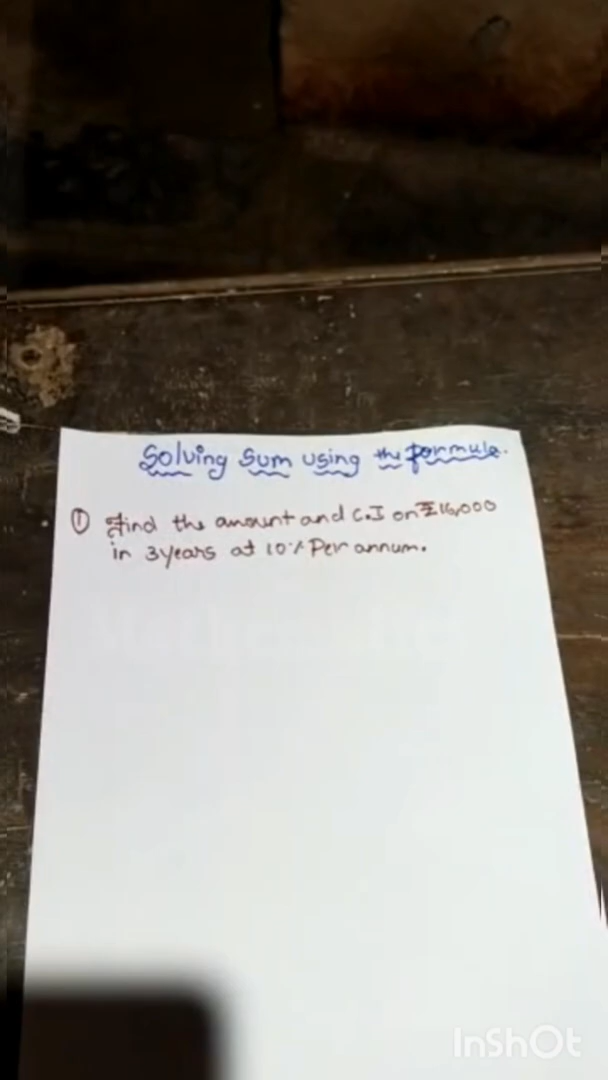 Solving Sum using the formula.
① Find the amount and C.I on ₹16,000
in 3years at 10% Per annum.
InShOt